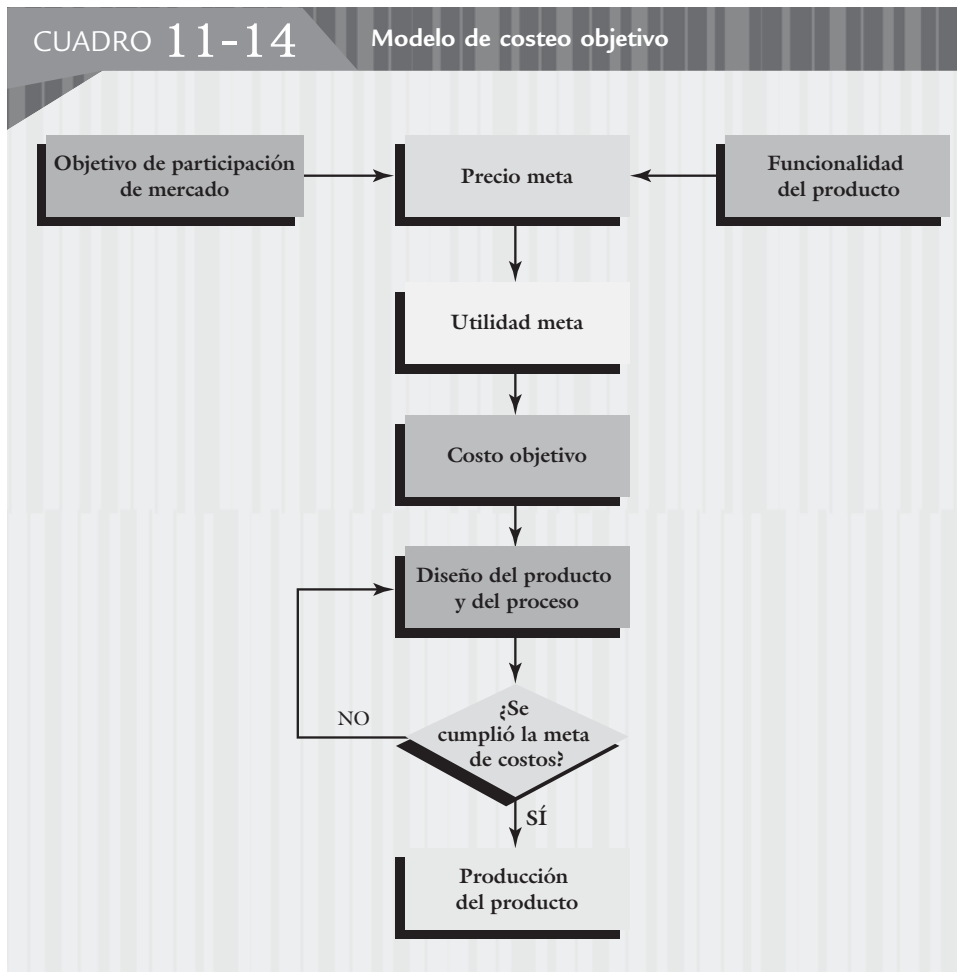 CUADRO 11-14
Modelo de costeo objetivo
Objetivo de participación
de mercado
Precio meta
Funcionalidad
del producto
Utilidad meta
Costo objetivo
Diseño del producto
y del proceso
NO
¿Se
cumplió la meta
de costos?
SÍ
Producción
del producto